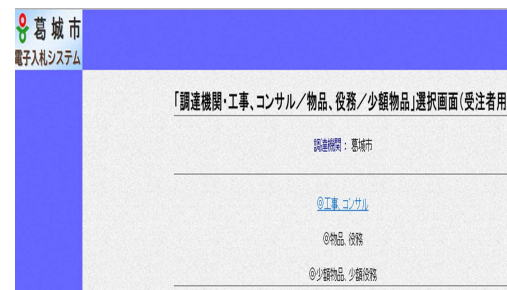 葛城市
電子入札システム
「調達機関・工事、コンサル／物品、役務／少額物品」選択画面（受注者用
調達機関： 葛城市
◎工事、コンサル
◎物品、役務
◎少額物品、少額役務